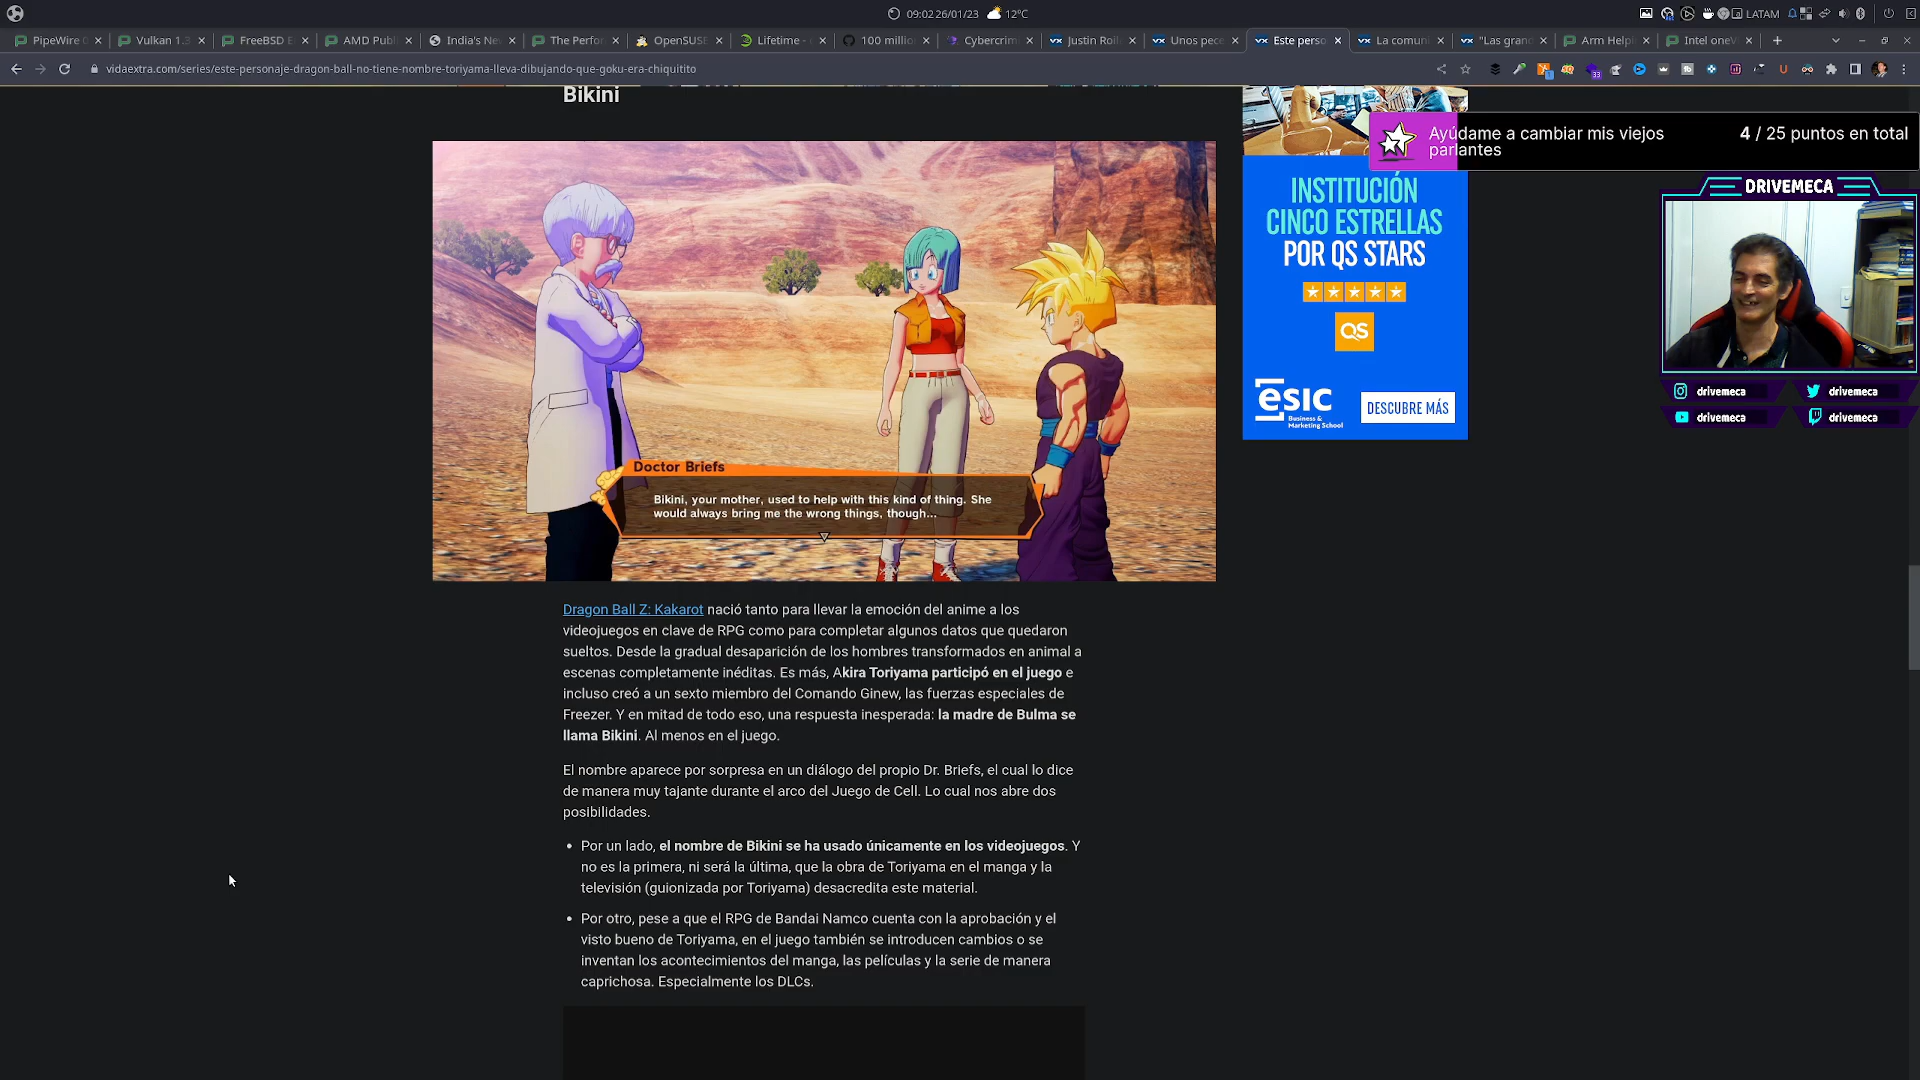 09:02 26/01/23 12°C LATAM
PipeWire 0
Vulkan 1.3
FreeBSD E
AMD Publ
India's Ne
The Perfor
OpenSUSE
Lifetime -
100 millio
Cybercrim
Justin Roil
Unos pece
Este perso
La comuni
"Las gran
Arm Helpi
Intel oneV
vidaextra.com/series/este-personaje-dragon-ball-no-tiene-nombre-toriyama-lleva-dibujando-que-goku-era-chiquitito
Bikini
Ayúdame a cambiar mis viejos
parlantes
4 / 25 puntos en total
DRIVEMECA
drivemeca
drivemeca
drivemeca
drivemeca
INSTITUCIÓN
CINCO ESTRELLAS
POR QS STARS
QS
esic
Business &
Marketing School
DESCUBRE MÁS
Doctor Briefs
Bikini, your mother, used to help with this kind of thing. She
would always bring me the wrong things, though...
Dragon Ball Z: Kakarot nació tanto para llevar la emoción del anime a los
videojuegos en clave de RPG como para completar algunos datos que quedaron
sueltos. Desde la gradual desaparición de los hombres transformados en animal a
escenas completamente inéditas. Es más, Akira Toriyama participó en el juego e
incluso creó a un sexto miembro del Comando Ginew, las fuerzas especiales de
Freezer. Y en mitad de todo eso, una respuesta inesperada: la madre de Bulma se
llama Bikini. Al menos en el juego.
El nombre aparece por sorpresa en un diálogo del propio Dr. Briefs, el cual lo dice
de manera muy tajante durante el arco del Juego de Cell. Lo cual nos abre dos
posibilidades.
• Por un lado, el nombre de Bikini se ha usado únicamente en los videojuegos. Y
no es la primera, ni será la última, que la obra de Toriyama en el manga y la
televisión (guionizada por Toriyama) desacredita este material.
• Por otro, pese a que el RPG de Bandai Namco cuenta con la aprobación y el
visto bueno de Toriyama, en el juego también se introducen cambios o se
inventan los acontecimientos del manga, las películas y la serie de manera
caprichosa. Especialmente los DLCs.